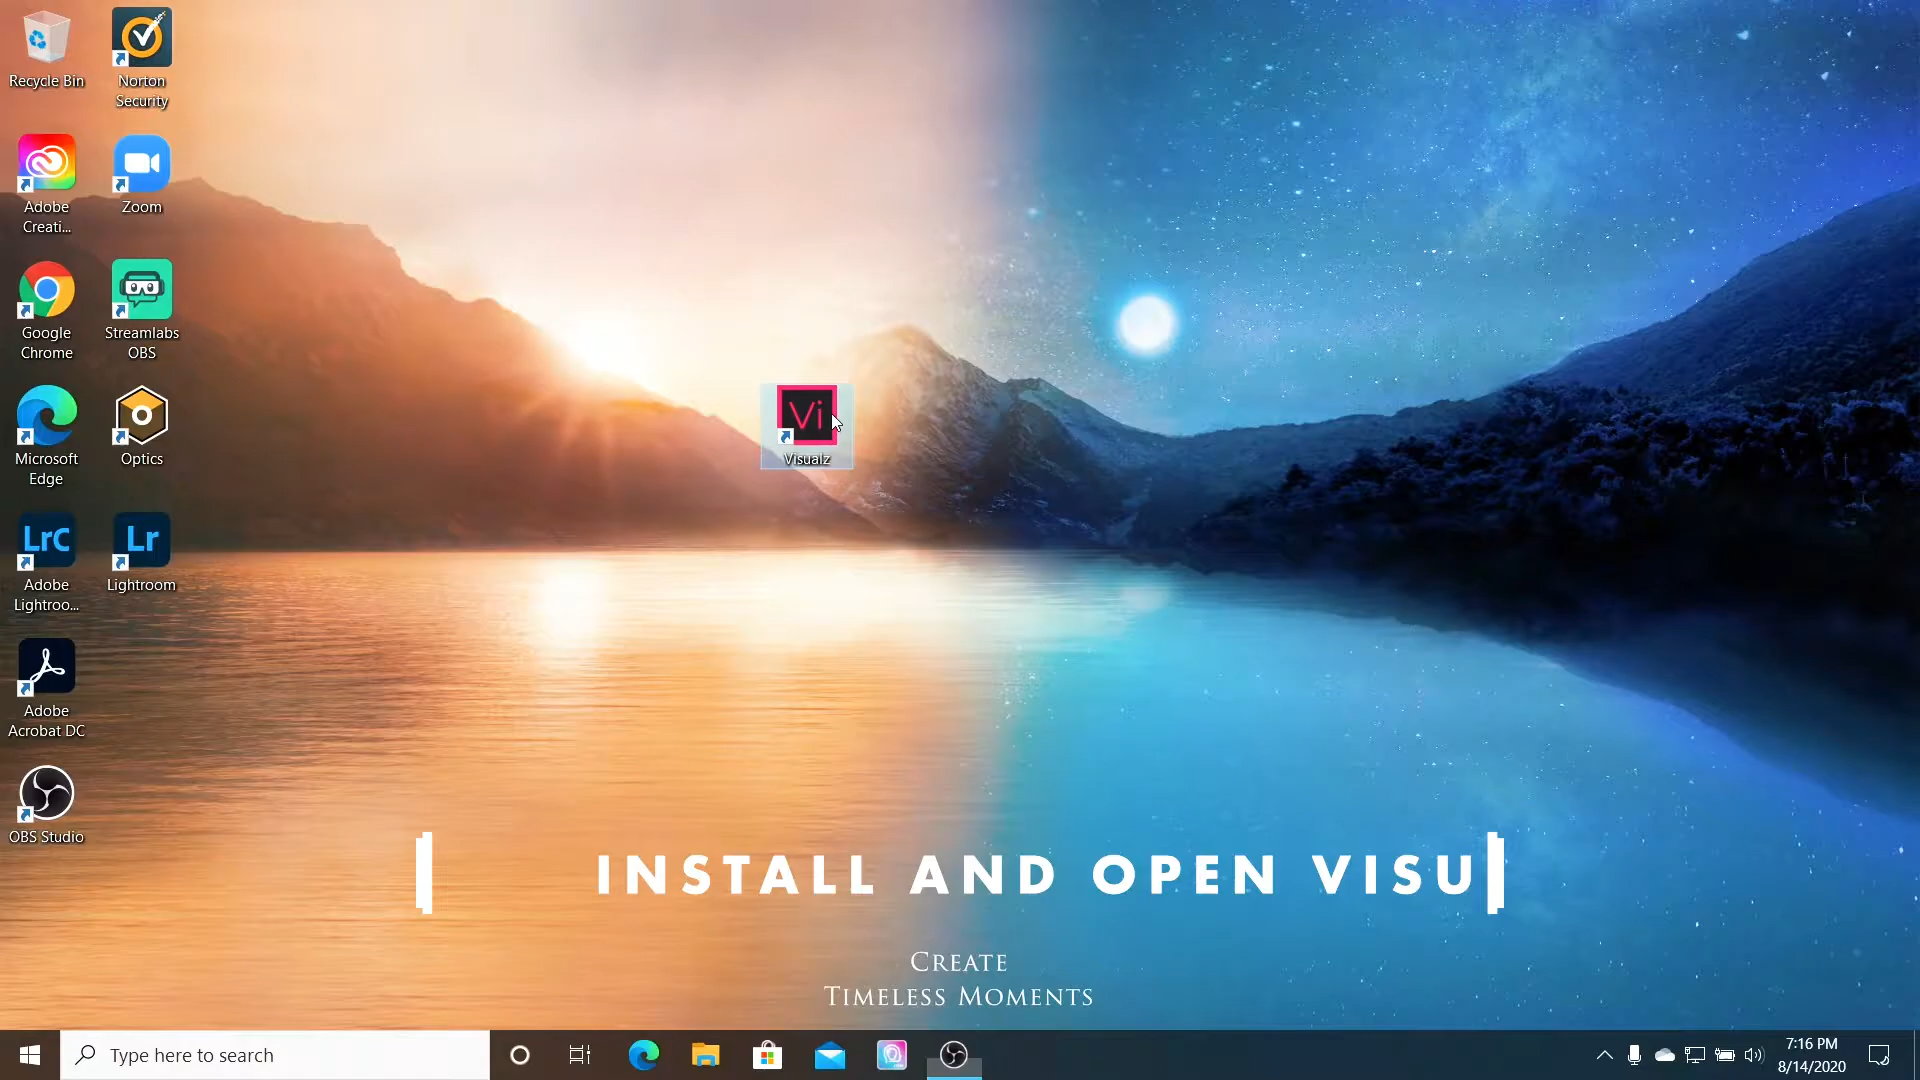 Recycle Bin
Norton
Security
Adobe
Creati...
Zoom
Google
Chrome
Streamlabs
OBS
Microsoft
Edge
Optics
Vi
Visualz
LrC
Adobe
Lightroo...
Lr
Lightroom
Adobe
Acrobat DC
OBS Studio
INSTALL AND OPEN VISU
CREATE
TIMELESS MOMENTS
Type here to search
7:16 PM
8/14/2020